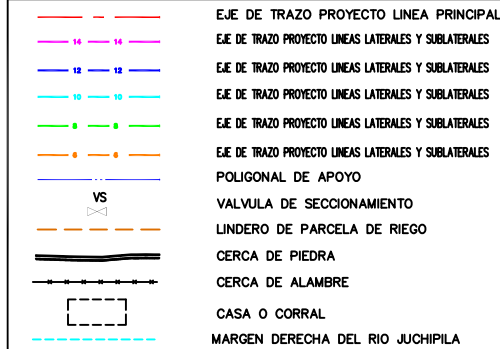 EJE DE TRAZO PROYECTO LINEA PRINCIPAL
14 14 EJE DE TRAZO PROYECTO LINEAS LATERALES Y SUBLATERALES
12 12 EJE DE TRAZO PROYECTO LINEAS LATERALES Y SUBLATERALES
10 10 EJE DE TRAZO PROYECTO LINEAS LATERALES Y SUBLATERALES
8 8 EJE DE TRAZO PROYECTO LINEAS LATERALES Y SUBLATERALES
6 6 EJE DE TRAZO PROYECTO LINEAS LATERALES Y SUBLATERALES
POLIGONAL DE APOYO
VS VALVULA DE SECCIONAMIENTO
LINDERO DE PARCELA DE RIEGO
CERCA DE PIEDRA
CERCA DE ALAMBRE
CASA O CORRAL
MARGEN DERECHA DEL RIO JUCHIPILA